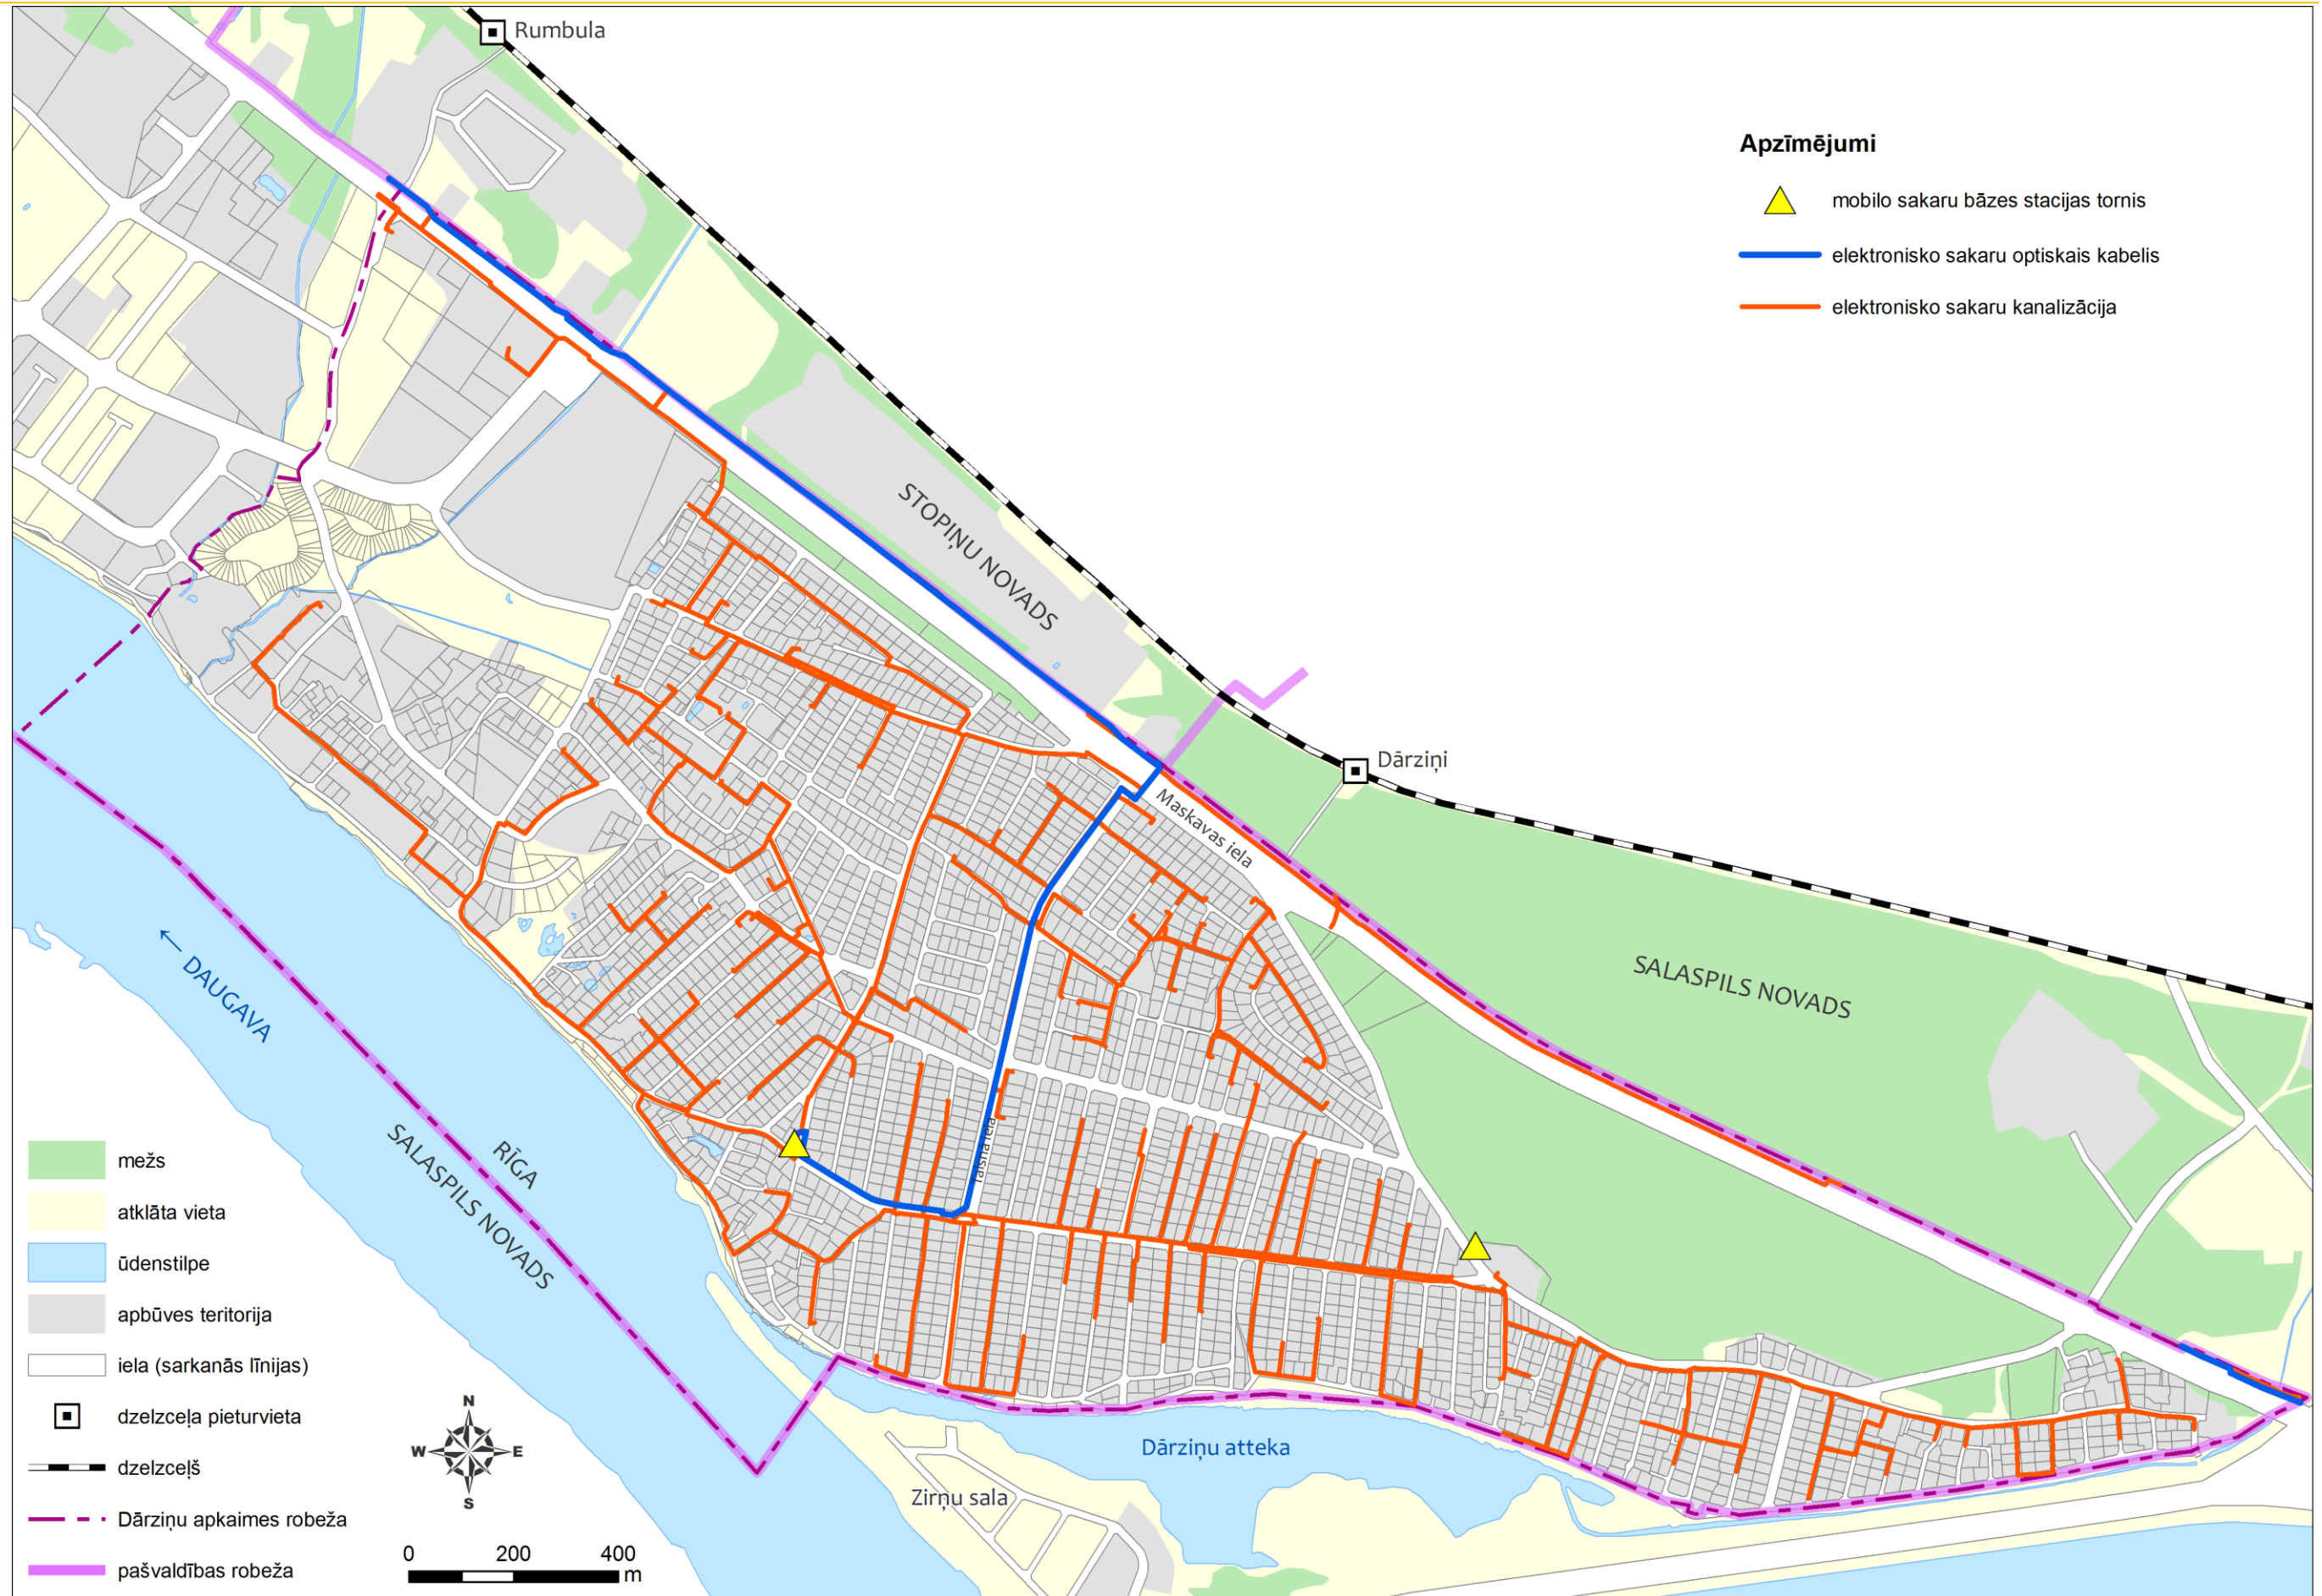 Rumbula
Apzīmējumi
mobilo sakaru bāzes stacijas tornis
elektronisko sakaru optiskais kabelis
elektronisko sakaru kanalizācija
STOPIŅU NOVADS
Dārziņi
Maskavas iela
SALASPILS NOVADS
← DAUGAVA
Taisna iela
RĪGA
SALASPILS NOVADS
mežs
atklāta vieta
ūdenstilpe
apbūves teritorija
iela (sarkanās līnijas)
dzelzceļa pieturvieta
dzelzceļš
Dārziņu apkaimes robeža
pašvaldības robeža
N
W E
S
0 200 400
m
Dārziņu atteka
Zirņu sala